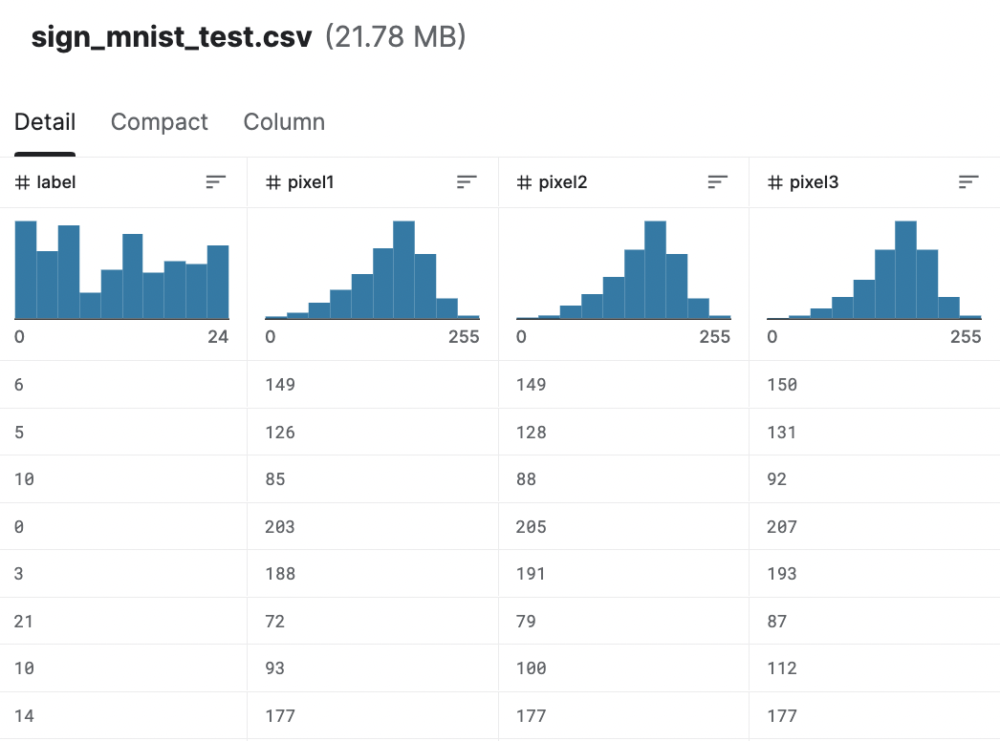 sign_mnist_test.csv (21.78 MB)
Detail Compact Column
# label # pixel1 # pixel2 # pixel3
0 24 0 255 0 255 0 255
6 149 149 150
5 126 128 131
10 85 88 92
0 203 205 207
3 188 191 193
21 72 79 87
10 93 100 112
14 177 177 177